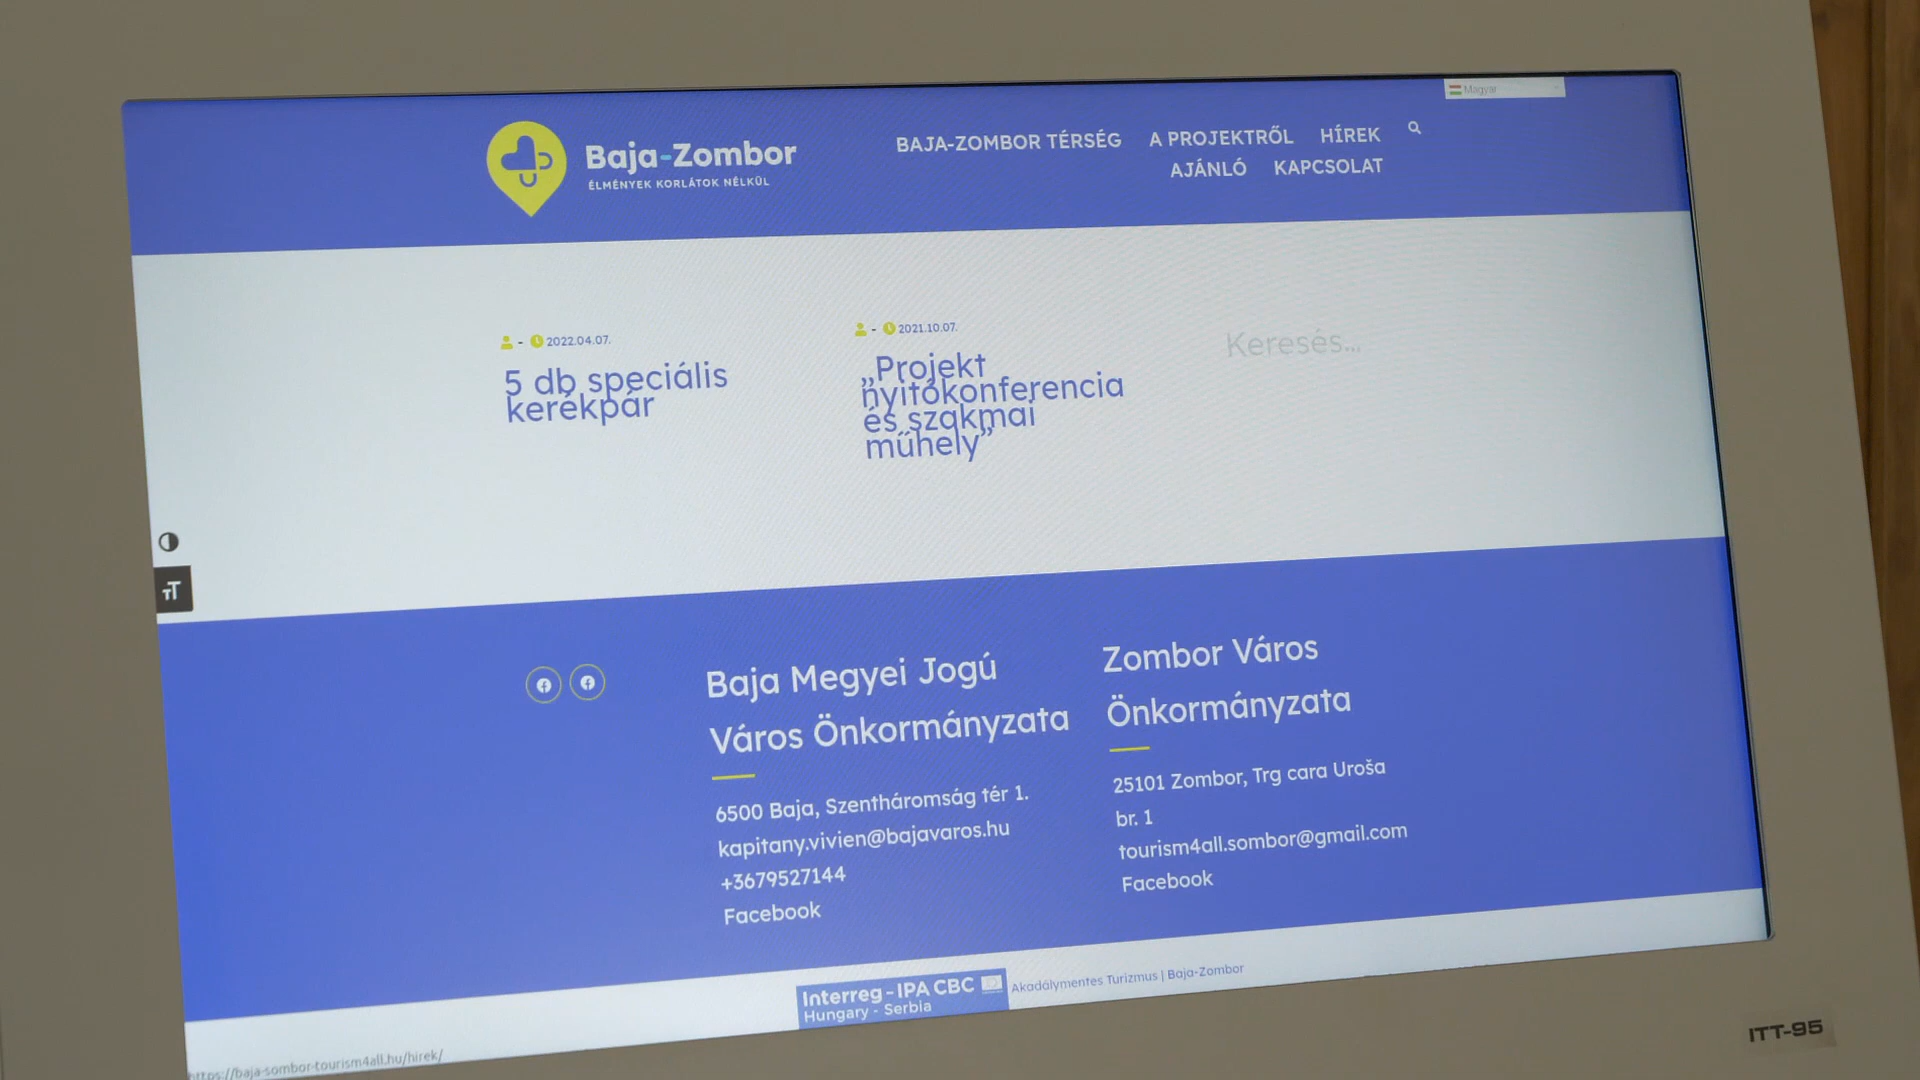 Magyar
Baja-Zombor
ÉLMÉNYEK KORLÁTOK NÉLKÜL
BAJA-ZOMBOR TÉRSÉG A PROJEKTRŐL HÍREK
AJÁNLÓ KAPCSOLAT
- 2022.04.07.
5 db speciális
kerékpár
- 2021.10.07.
„Projekt
nyitókonferencia
és szakmai
műhely”
Keresés...
TT
Baja Megyei Jogú
Város Önkormányzata
6500 Baja, Szentháromság tér 1.
kapitany.vivien@bajavaros.hu
+3679527144
Facebook
Zombor Város
Önkormányzata
25101 Zombor, Trg cara Uroša
br. 1
tourism4all.sombor@gmail.com
Facebook
Interreg - IPA CBC
Hungary - Serbia
Akadálymentes Turizmus | Baja-Zombor
https://baja-sombor-tourism4all.hu/hirek/
ITT-95